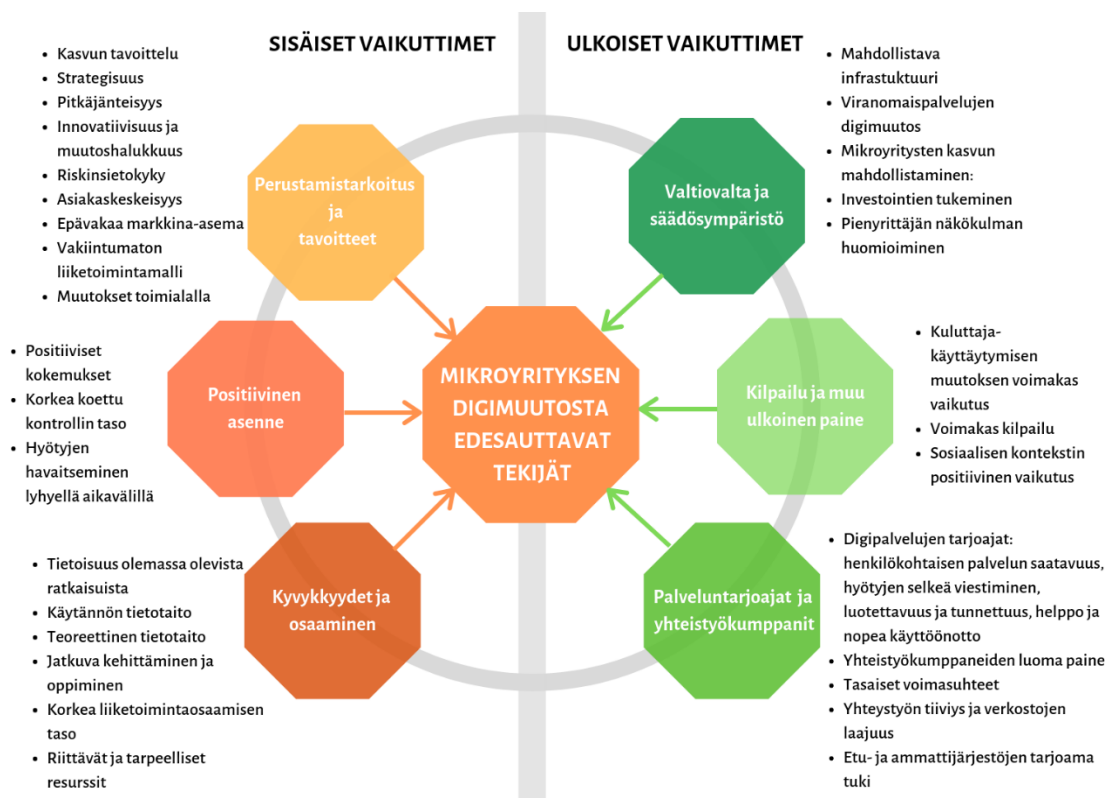 SISÄISET VAIKUTTIMET
• Kasvun tavoittelu
• Strategisuus
• Pitkäjänteisyys
• Innovatiivisuus ja
muutoshalukkuus
• Riskinsietokyky
• Asiakaskeskeisyys
• Epävakaa markkina-asema
• Vakiintumaton
liiketoimintamalli
• Muutokset toimialalla
Perustamistarkoitus
ja
tavoitteet
• Positiiviset
kokemukset
• Korkea koettu
kontrollin taso
• Hyötyjen
havaitseminen
lyhyellä aikavälillä
Positiivinen
asenne
• Tietoisuus olemassa olevista
ratkaisuista
• Käytännön tietotaito
• Teoreettinen tietotaito
• Jatkuva kehittäminen ja
oppiminen
• Korkea liiketoimintaosaamisen
taso
• Riittävät ja tarpeelliset
resurssit
Kyvykkyydet ja
osaaminen
MIKROYRITYKSEN
DIGIMUUTOSTA
EDESAUTTAVAT
TEKIJÄT
ULKOISET VAIKUTTIMET
Valtiovalta ja
säädösympäristö
• Mahdollistava
infrastuktuuri
• Viranomaispalvelujen
digimuutos
• Mikroyritysten kasvun
mahdollistaminen:
• Investointien tukeminen
• Pienyrittäjän näkökulman
huomioiminen
Kilpailu ja muu
ulkoinen paine
• Kuluttaja-
käyttäytymisen
muutoksen voimakas
vaikutus
• Voimakas kilpailu
• Sosiaalisen kontekstin
positiivinen vaikutus
Palveluntarjoajat ja
yhteistyökumppanit
• Digipalvelujen tarjoajat:
henkilökohtaisen palvelun saatavuus,
hyötyjen selkeä viestiminen,
luotettavuus ja tunnettuus, helppo ja
nopea käyttöönotto
• Yhteistyökumppaneiden luoma paine
• Tasaiset voimasuhteet
• Yhteystyön tiiviys ja verkostojen
laajuus
• Etu- ja ammattijärjestöjen tarjoama
tuki